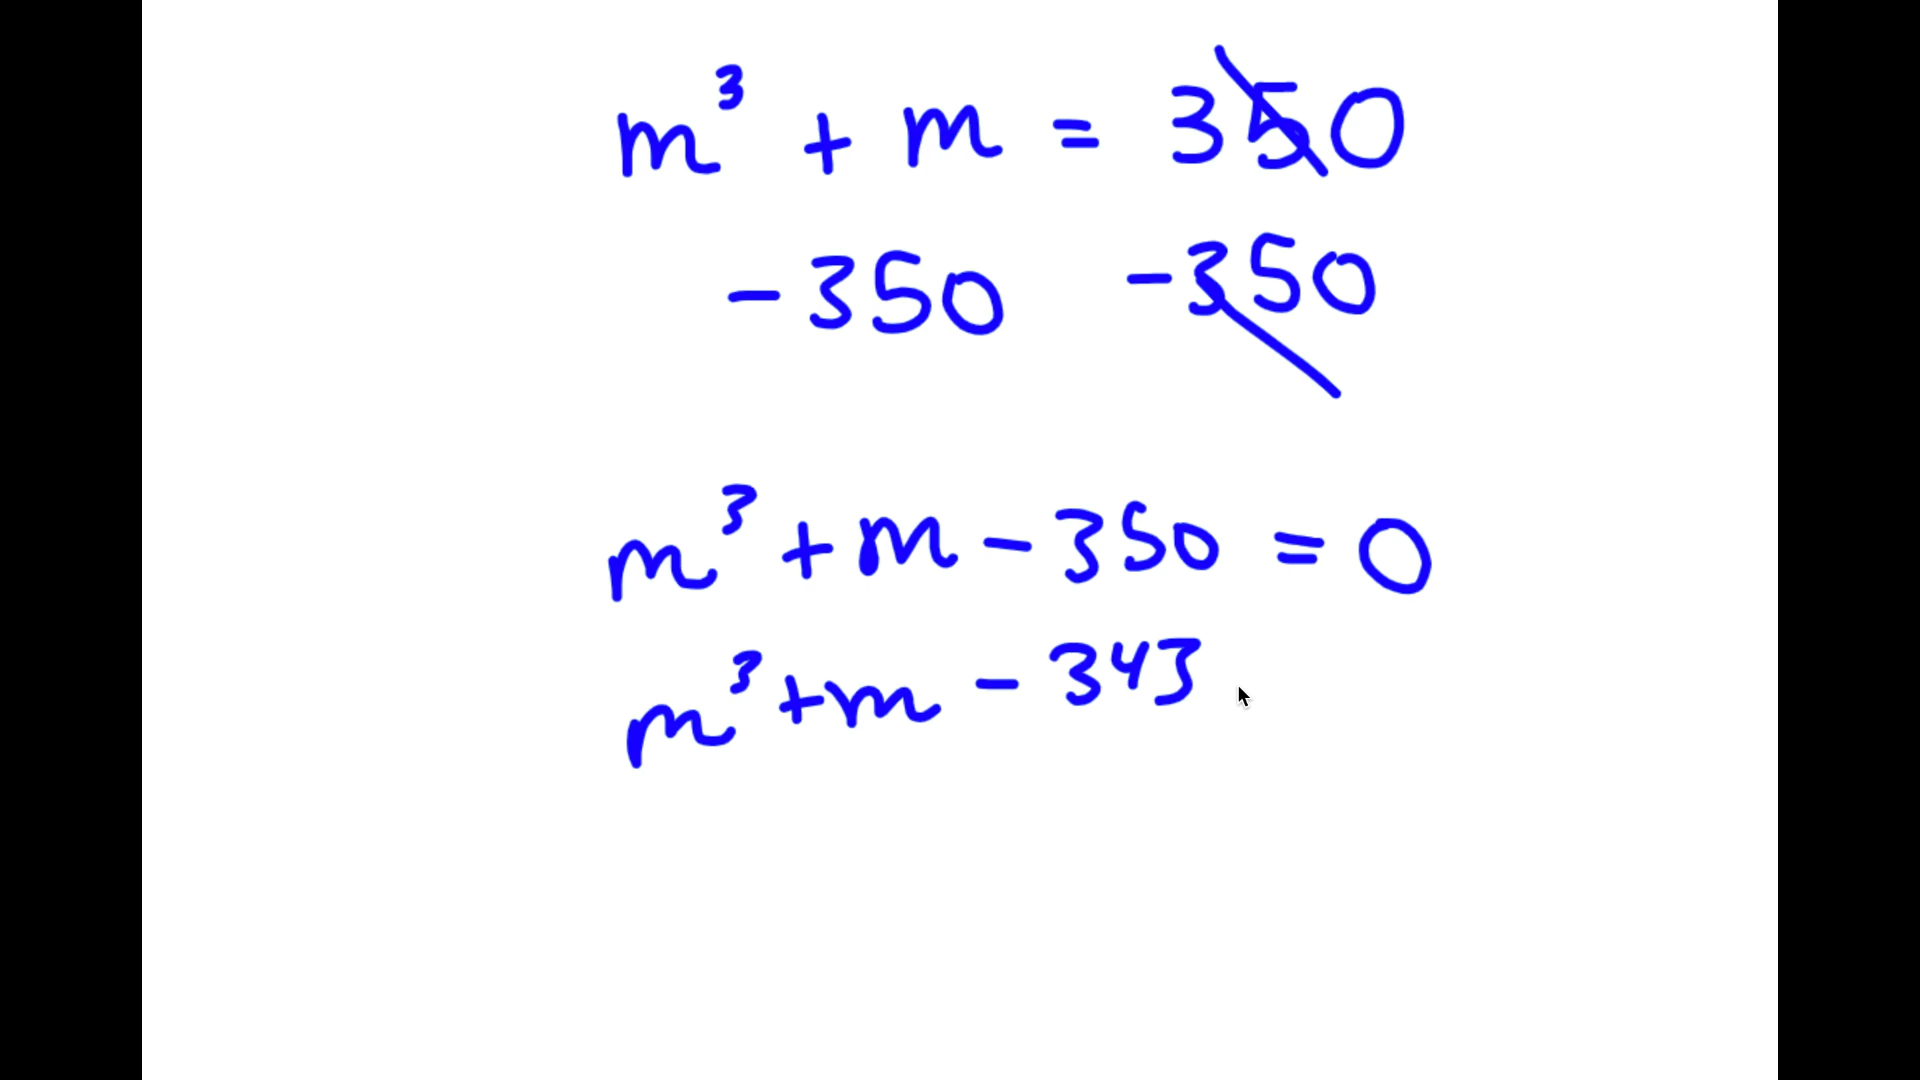 m³ + m = 350
-350 -350
m³ + m - 350 = 0
m³ + m - 343